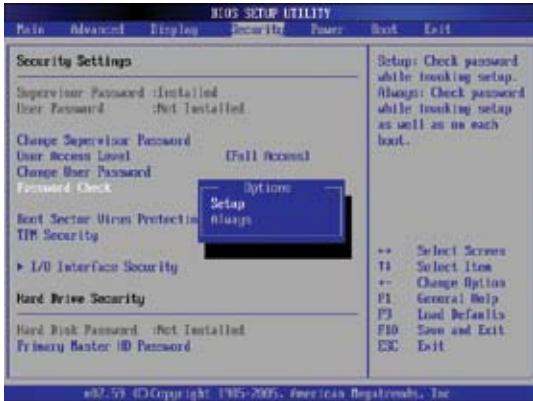 BIOS SETUP UTILITY
Main Advanced Display Security Power Boot Exit
Security Settings
Supervisor Password :Installed
User Password :Not Installed
Change Supervisor Password
User Access Level [Full Access]
Change User Password
Password Check
Boot Sector Virus Protection
TPM Security
▶ I/O Interface Security
Hard Drive Security
Hard Disk Password :Not Installed
Primary Master HD Password
Options
Setup
Always
Setup: Check password
while invoking setup.
Always: Check password
while invoking setup
as well as on each
boot.
↔ Select Screen
↑↓ Select Item
+- Change Option
F1 General Help
F9 Load Defaults
F10 Save and Exit
ESC Exit
v02.59 (C)Copyright 1985-2005, American Megatrends, Inc